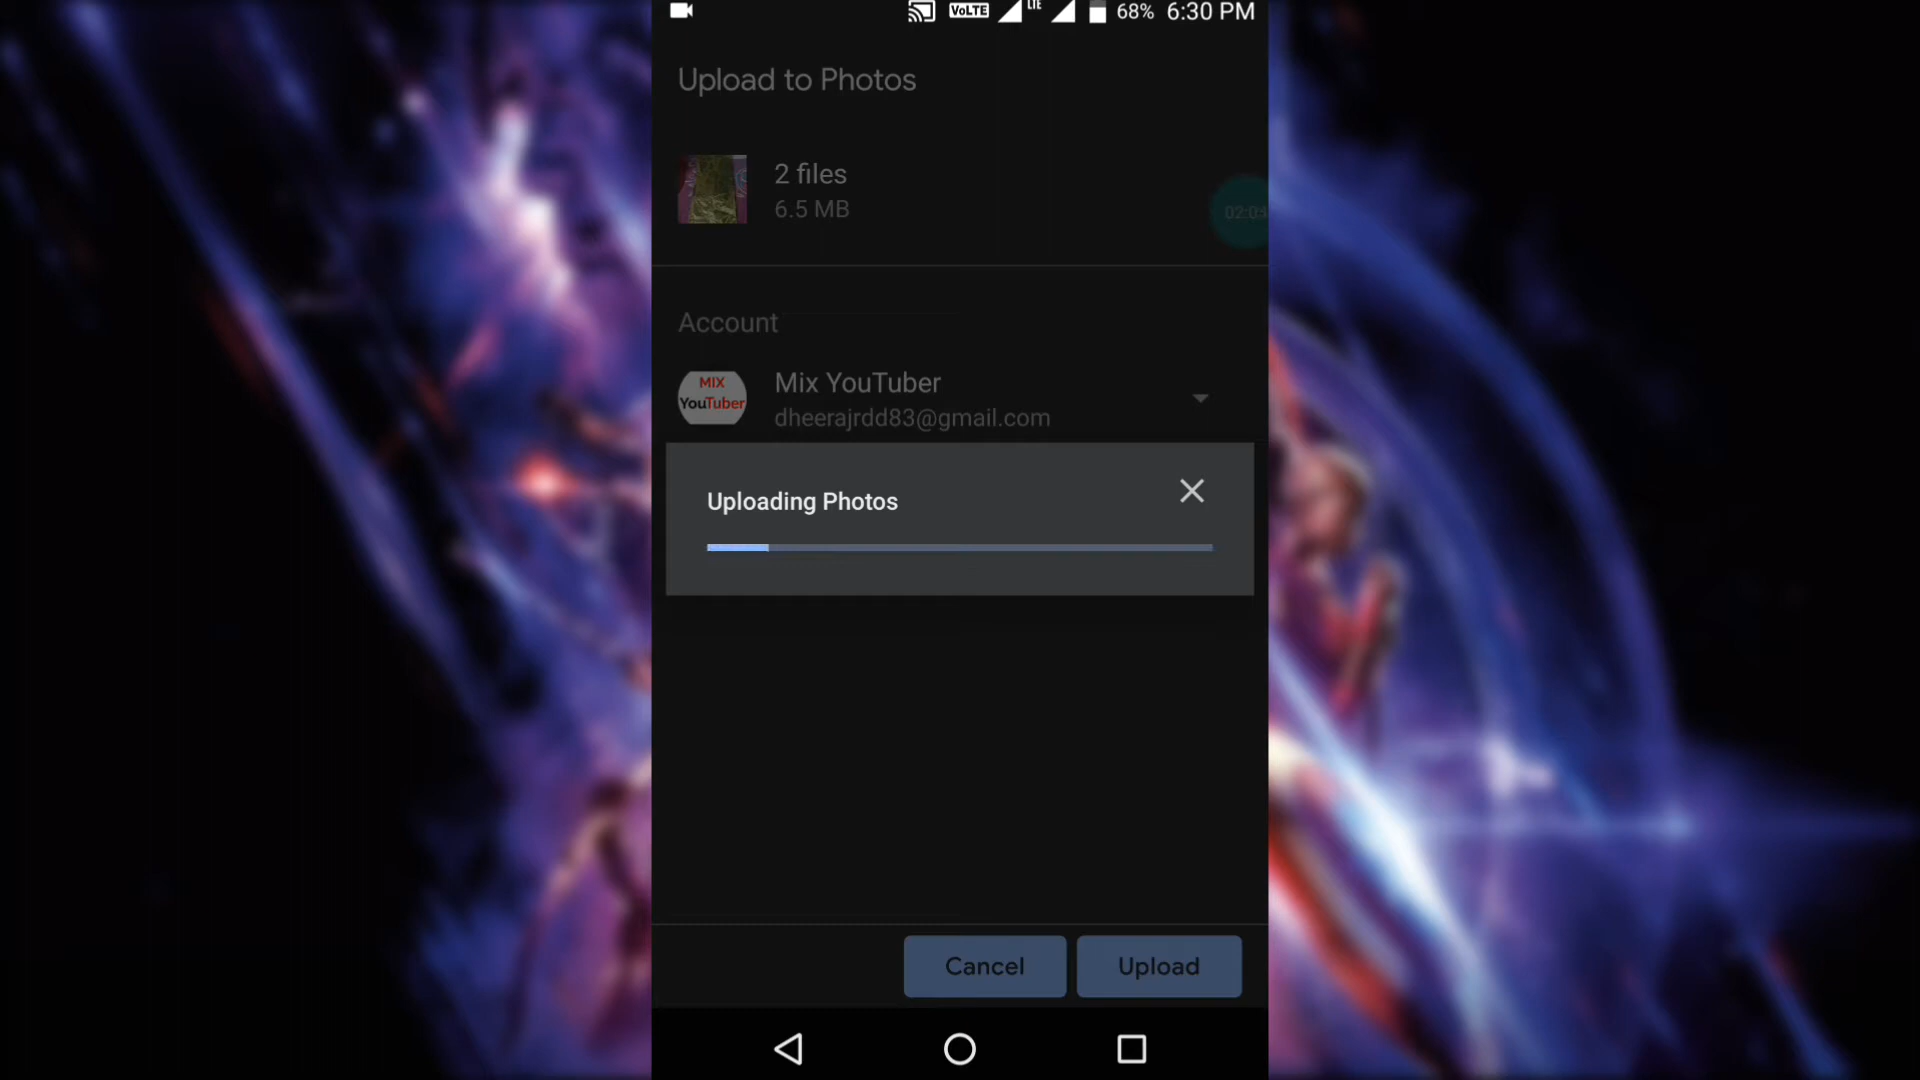 VoLTE LTE 68% 6:30 PM
Upload to Photos
2 files
6.5 MB
Account
MIX
YouTuber
Mix YouTuber
dheerajrdd83@gmail.com
Uploading Photos
Cancel Upload